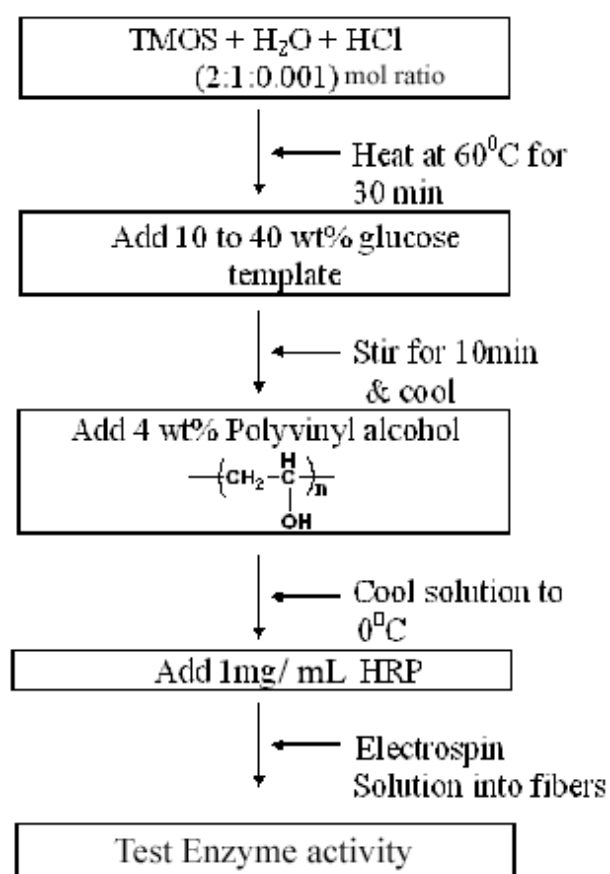 TMOS + H₂O + HCl
(2:1:0.001) mol ratio
Heat at 60⁰C for
30 min
Add 10 to 40 wt% glucose
template
Stir for 10min
& cool
Add 4 wt% Polyvinyl alcohol
H
(CH₂-C)n
OH
Cool solution to
0°C
Add 1mg/ mL HRP
Electrospin
Solution into fibers
Test Enzyme activity